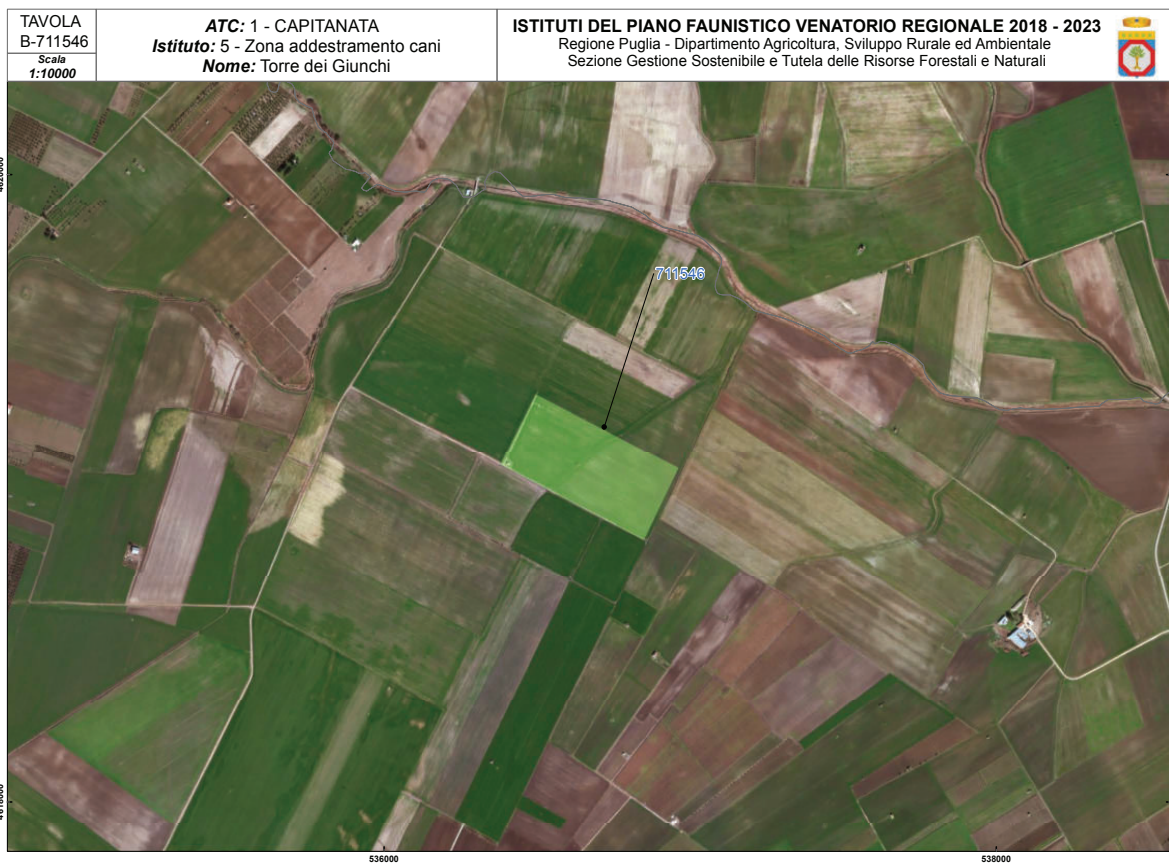 TAVOLA
B-711546
Scala
1:10000
ATC: 1 - CAPITANATA
Istituto: 5 - Zona addestramento cani
Nome: Torre dei Giunchi
ISTITUTI DEL PIANO FAUNISTICO VENATORIO REGIONALE 2018 - 2023
Regione Puglia - Dipartimento Agricoltura, Sviluppo Rurale ed Ambientale
Sezione Gestione Sostenibile e Tutela delle Risorse Forestali e Naturali
711546
536000
538000